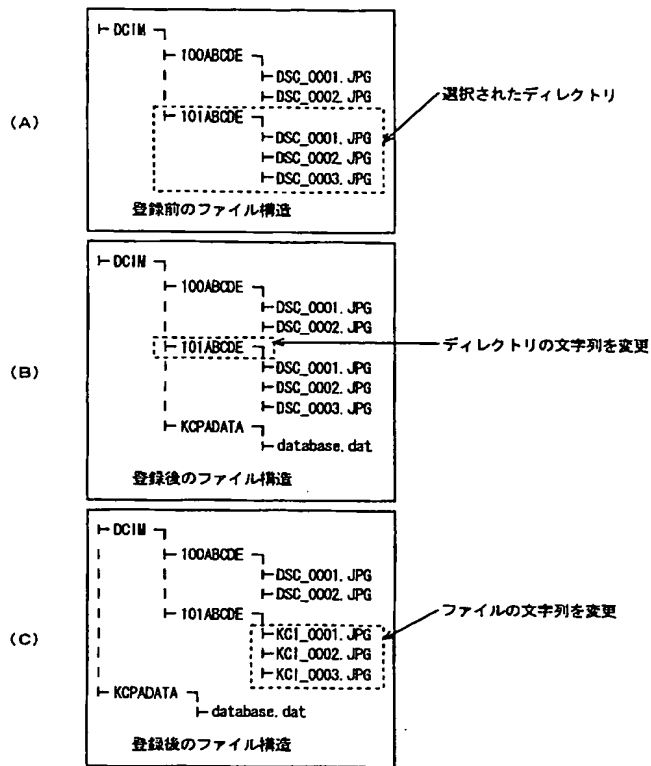 DCIM
100ABCDE
DSC_0001.JPG
DSC_0002.JPG
(A)
101ABCDE
選択されたディレクトリ
DSC_0001.JPG
DSC_0002.JPG
DSC_0003.JPG
登録前のファイル構造
DCIM
100ABCDE
DSC_0001.JPG
DSC_0002.JPG
101ABCDE
ディレクトリの文字列を変更
(B)
DSC_0001.JPG
DSC_0002.JPG
DSC_0003.JPG
KCPADATA
database.dat
登録後のファイル構造
DCIM
100ABCDE
DSC_0001.JPG
DSC_0002.JPG
101ABCDE
ファイルの文字列を変更
(C)
KCI_0001.JPG
KCI_0002.JPG
KCI_0003.JPG
KCPADATA
database.dat
登録後のファイル構造